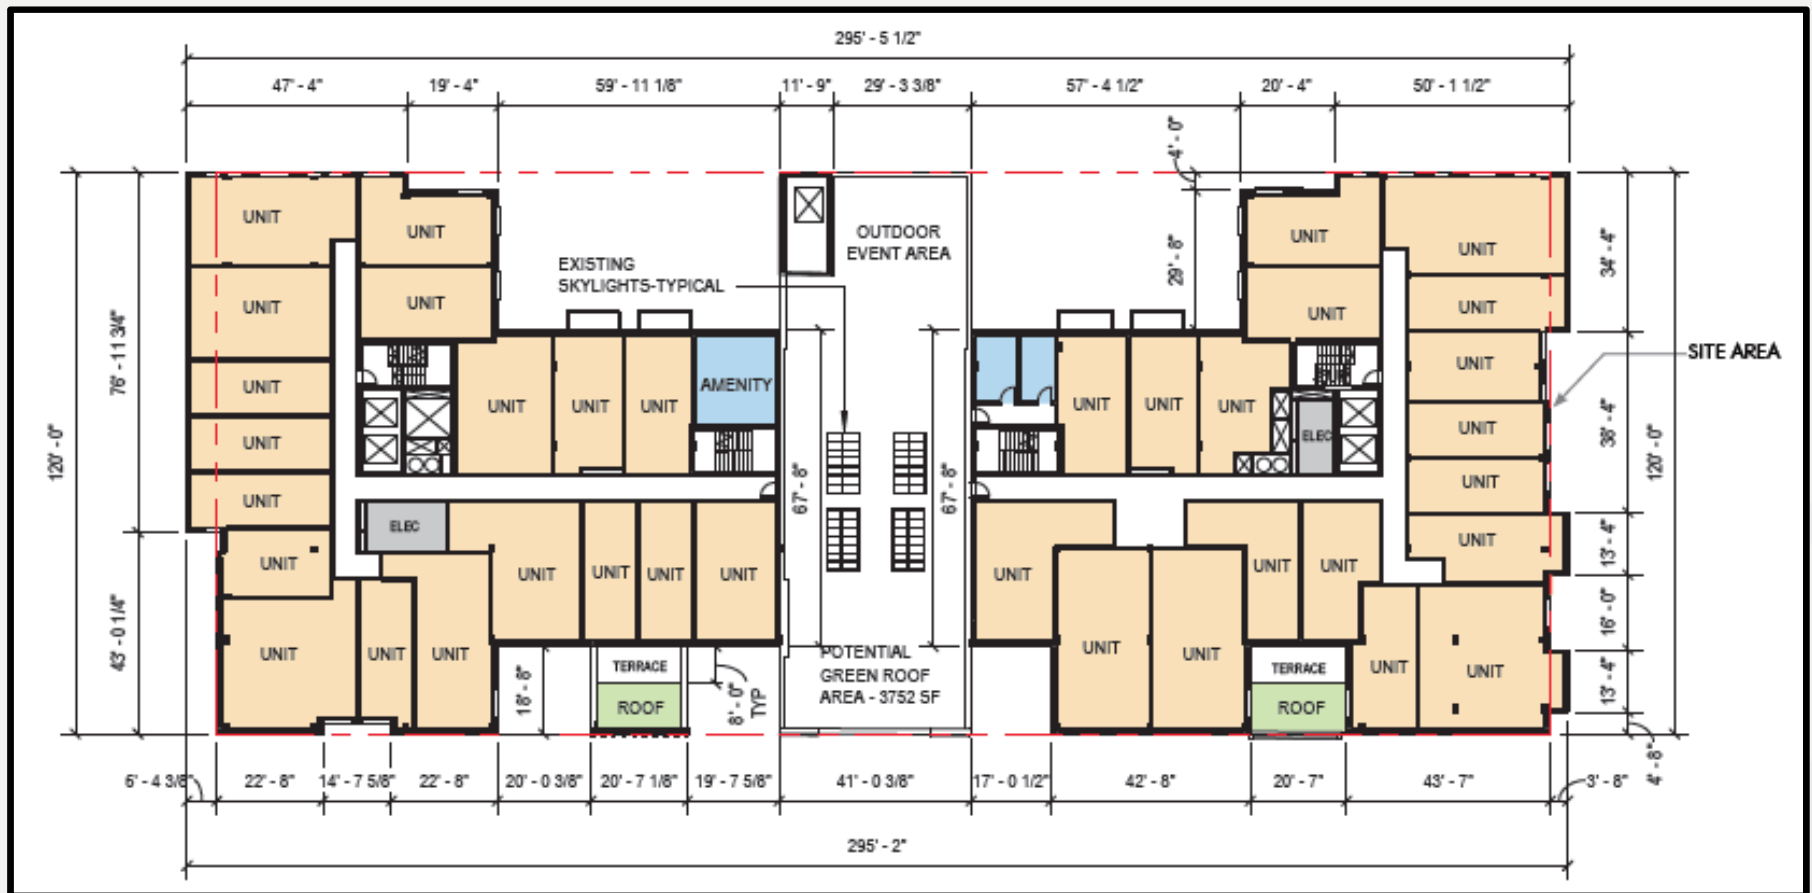 295' - 5 1/2"
47' - 4"
19' - 4"
59' - 11 1/8"
11' - 9"
29' - 3 3/8"
57' - 4 1/2"
20' - 4"
50' - 1 1/2"
4' - 0"
29' - 8"
UNIT
UNIT
OUTDOOR
EVENT AREA
UNIT
UNIT
EXISTING
SKYLIGHTS-TYPICAL
34' - 4"
UNIT
UNIT
UNIT
UNIT
76' - 11 3/4"
UNIT
AMENITY
UNIT
SITE AREA
UNIT
UNIT
UNIT
UNIT
UNIT
UNIT
UNIT
UNIT
38' - 4"
120' - 0"
ELEC
120' - 0"
UNIT
67' - 8"
67' - 8"
UNIT
ELEC
UNIT
13' - 4"
UNIT
UNIT
UNIT
UNIT
UNIT
UNIT
UNIT
UNIT
16' - 0"
43' - 0 1/4"
UNIT
UNIT
UNIT
TERRACE
POTENTIAL
GREEN ROOF
AREA - 3752 SF
UNIT
UNIT
TERRACE
UNIT
UNIT
13' - 4"
18' - 8"
ROOF
8' - 0"
TYP
ROOF
4' - 8"
6' - 4 3/8"
22' - 8"
14' - 7 5/8"
22' - 8"
20' - 0 3/8"
20' - 7 1/8"
19' - 7 5/8"
41' - 0 3/8"
17' - 0 1/2"
42' - 8"
20' - 7"
43' - 7"
3' - 8"
295' - 2"